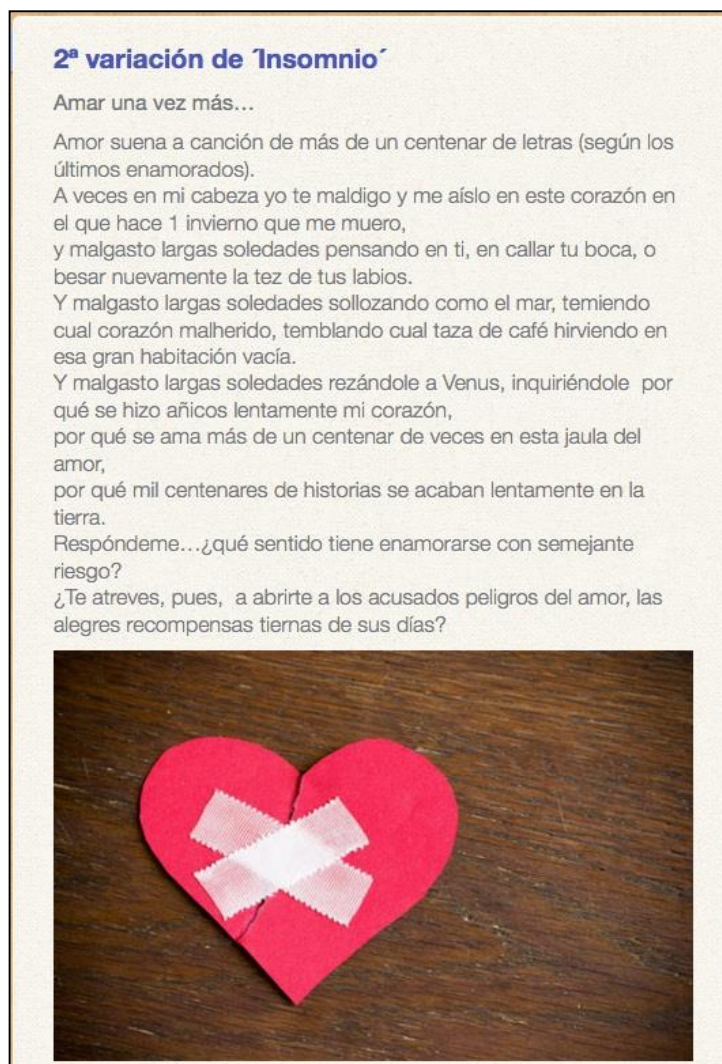 2ª variación de ´Insomnio´
Amar una vez más…
Amor suena a canción de más de un centenar de letras (según los
últimos enamorados).
A veces en mi cabeza yo te maldigo y me aíslo en este corazón en
el que hace 1 invierno que me muero,
y malgasto largas soledades pensando en ti, en callar tu boca, o
besar nuevamente la tez de tus labios.
Y malgasto largas soledades sollozando como el mar, temiendo
cual corazón malherido, temblando cual taza de café hirviendo en
esa gran habitación vacía.
Y malgasto largas soledades rezándole a Venus, inquiriéndole  por
qué se hizo añicos lentamente mi corazón,
por qué se ama más de un centenar de veces en esta jaula del
amor,
por qué mil centenares de historias se acaban lentamente en la
tierra.
Respóndeme…¿qué sentido tiene enamorarse con semejante
riesgo?
¿Te atreves, pues,  a abrirte a los acusados peligros del amor, las
alegres recompensas tiernas de sus días?